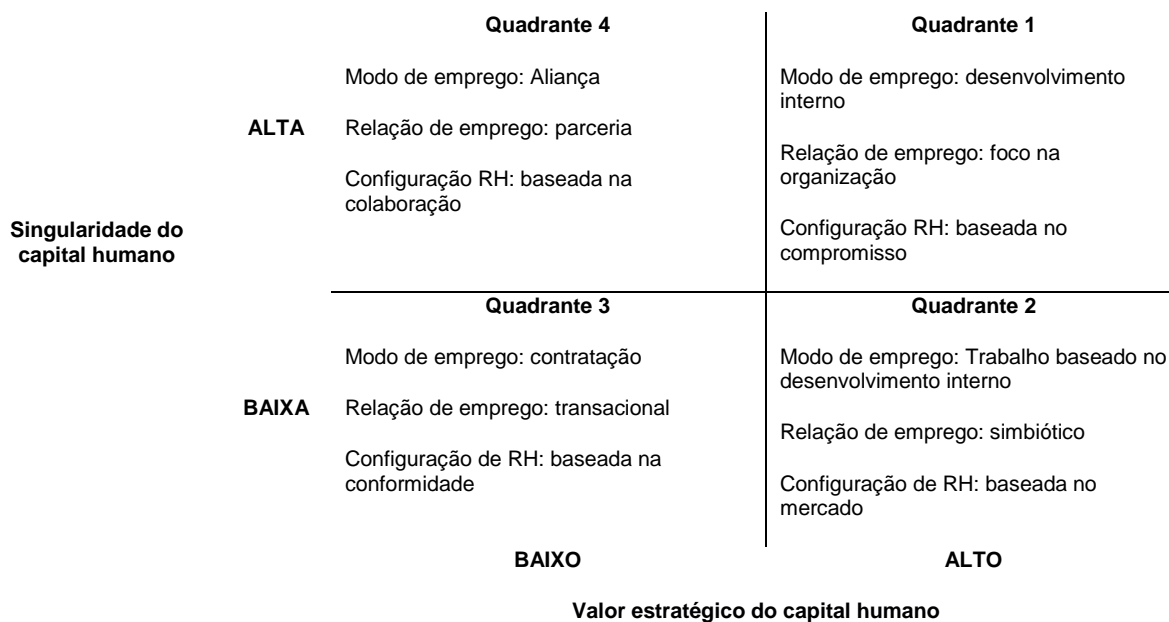 Quadrante 4
Quadrante 1
Modo de emprego: Aliança
Modo de emprego: desenvolvimento
interno
ALTA
Relação de emprego: parceria
Relação de emprego: foco na
organização
Configuração RH: baseada na
colaboração
Configuração RH: baseada no
compromisso
Singularidade do
capital humano
Quadrante 3
Quadrante 2
Modo de emprego: contratação
Modo de emprego: Trabalho baseado no
desenvolvimento interno
BAIXA
Relação de emprego: transacional
Relação de emprego: simbiótico
Configuração de RH: baseada na
conformidade
Configuração de RH: baseada no
mercado
BAIXO
ALTO
Valor estratégico do capital humano